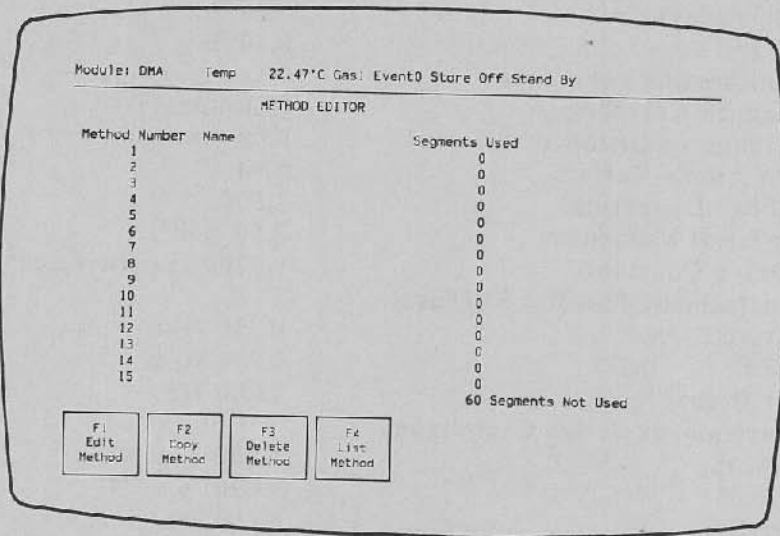 Module: DMA Temp 22.47°C Gas: Event0 Store Off Stand By
METHOD EDITOR
Method Number Name Segments Used
1 0
2 0
3 0
4 0
5 0
6 0
7 0
8 0
9 0
10 0
11 0
12 0
13 0
14 0
15 0
60 Segments Not Used
F1 Edit Method
F2 Copy Method
F3 Delete Method
F4 List Method